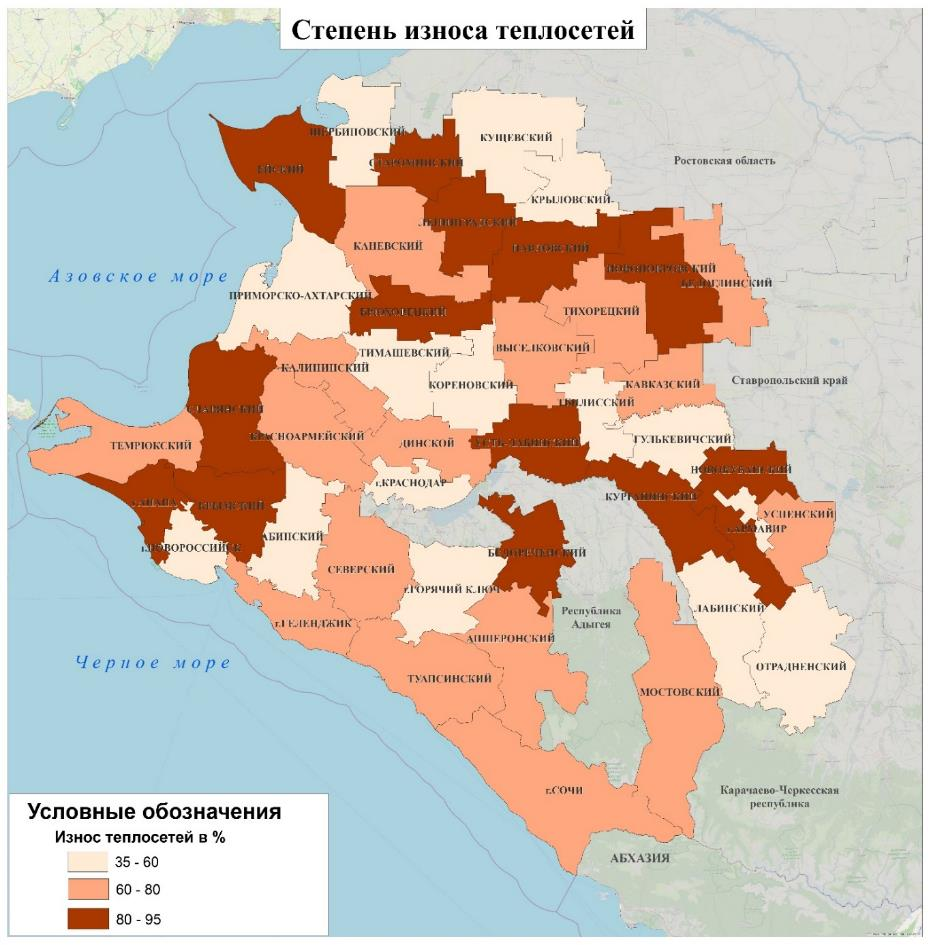 Степень износа теплосетей
ЩЕРБИНОВСКИЙ
КУЩЕВСКИЙ
Ростовская область
СТАРОМИНСКИЙ
ЕЙСКИЙ
КРЫЛОВСКИЙ
ЛЕНИНГРАДСКИЙ
КАНЕВСКИЙ
ПАВЛОВСКИЙ
Азовское море
НОВОПОКРОВСКИЙ
БЕЛОГЛИНСКИЙ
ПРИМОРСКО-АХТАРСКИЙ
БРЮХОВЕЦКИЙ
ТИХОРЕЦКИЙ
ТИМАШЕВСКИЙ
ВЫСЕЛКОВСКИЙ
КАЛИНИНСКИЙ
КОРЕНОВСКИЙ
КАВКАЗСКИЙ
Ставропольский край
ТБИЛИССКИЙ
СЛАВЯНСКИЙ
КРАСНОАРМЕЙСКИЙ
ТЕМРЮКСКИЙ
ДИНСКОЙ
УСТЬ-ЛАБИНСКИЙ
ГУЛЬКЕВИЧСКИЙ
г.КРАСНОДАР
НОВОКУБАНСКИЙ
г.АНАПА
КРЫМСКИЙ
КУРГАНИНСКИЙ
УСПЕНСКИЙ
г.АРМАВИР
г.НОВОРОССИЙСК
АБИНСКИЙ
БЕЛОРЕЧЕНСКИЙ
СЕВЕРСКИЙ
г.ГОРЯЧИЙ КЛЮЧ
Республика
Адыгея
ЛАБИНСКИЙ
г.ГЕЛЕНДЖИК
АПШЕРОНСКИЙ
Черное море
ОТРАДНЕНСКИЙ
ТУАПСИНСКИЙ
МОСТОВСКИЙ
г.СОЧИ
Карачаево-Черкесская
республика
АБХАЗИЯ
Условные обозначения
Износ теплосетей в %
35 - 60
60 - 80
80 - 95